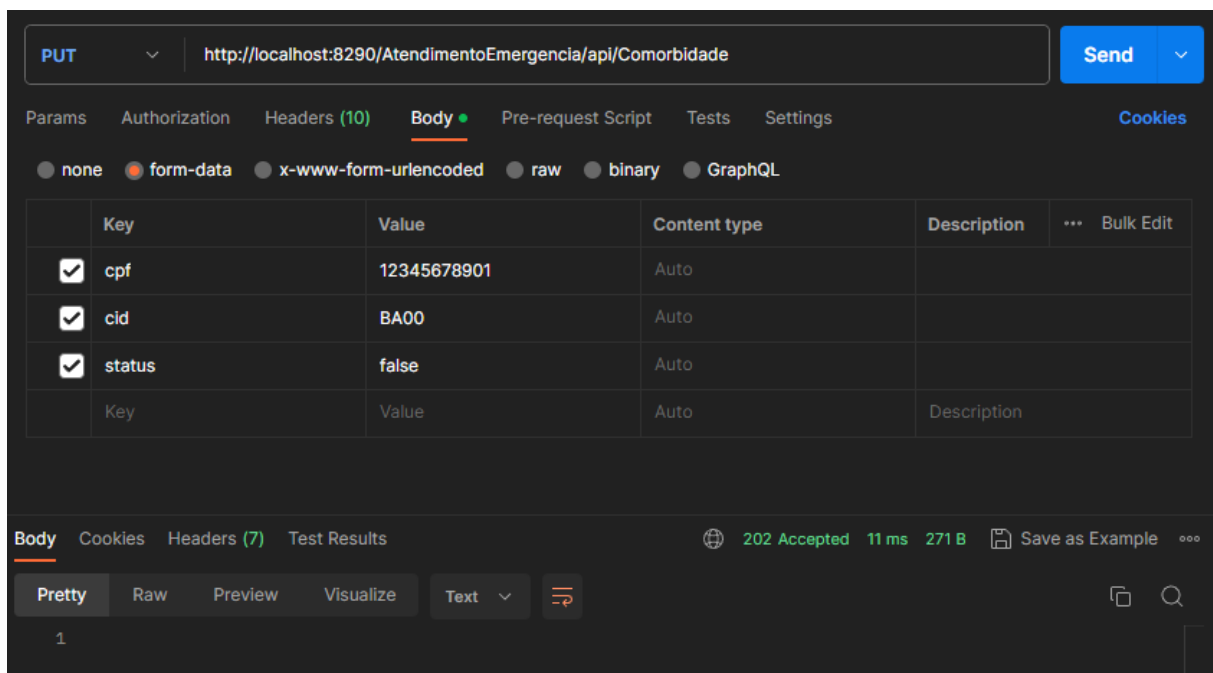 PUT http://localhost:8290/AtendimentoEmergencia/api/Comorbidade Send
Params Authorization Headers (10) Body Pre-request Script Tests Settings Cookies
none form-data x-www-form-urlencoded raw binary GraphQL
Key Value Content type Description ••• Bulk Edit
cpf 12345678901 Auto
cid BA00 Auto
status false Auto
Key Value Auto Description
Body Cookies Headers (7) Test Results 202 Accepted 11 ms 271 B Save as Example
Pretty Raw Preview Visualize Text
1